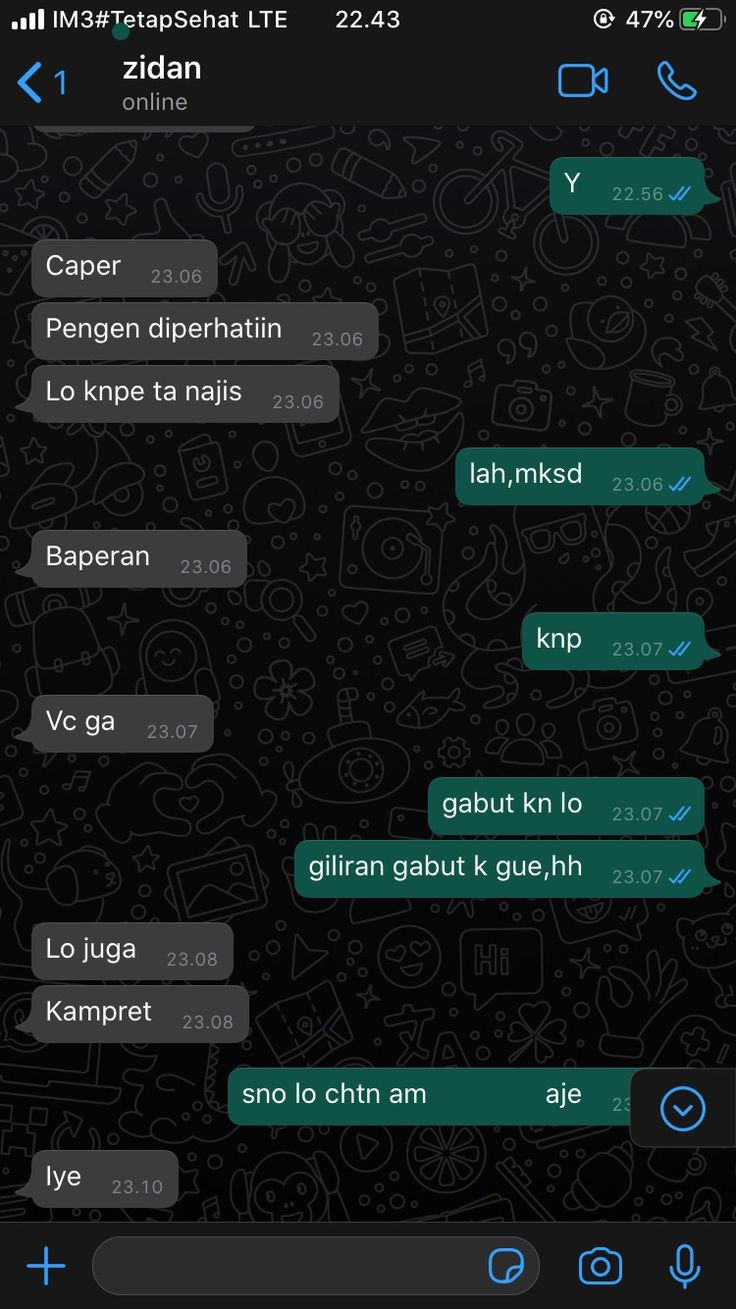 IM3#TetapSehat LTE 22.43 47%
1 zidan
online
Y 22.56
Caper 23.06
Pengen diperhatiin 23.06
Lo knpe ta najis 23.06
lah,mksd 23.06
Baperan 23.06
knp 23.07
Vc ga 23.07
gabut kn lo 23.07
giliran gabut k gue,hh 23.07
Lo juga 23.08
Hi
Kampret 23.08
sno lo chtn am aje
Iye 23.10